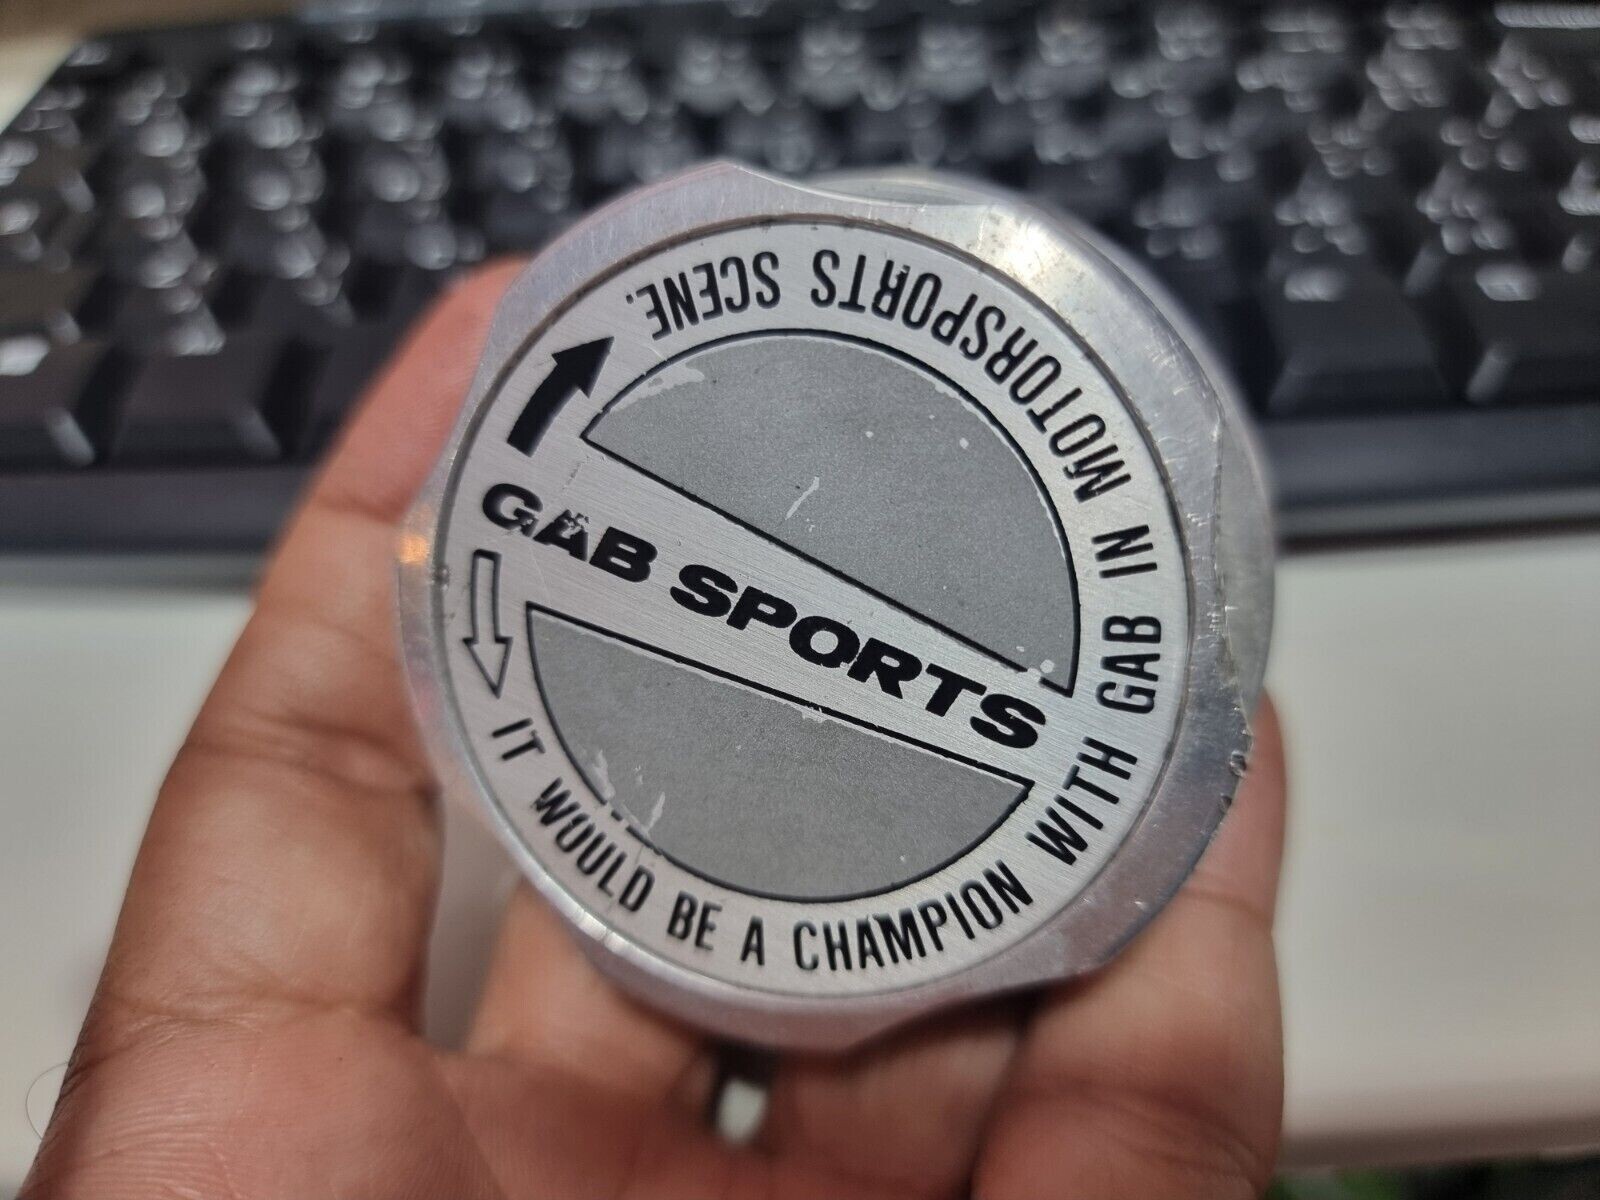 GAB SPORTS
IT WOULD BE A CHAMPION WITH GAB IN MOTORSPORTS SCENE.